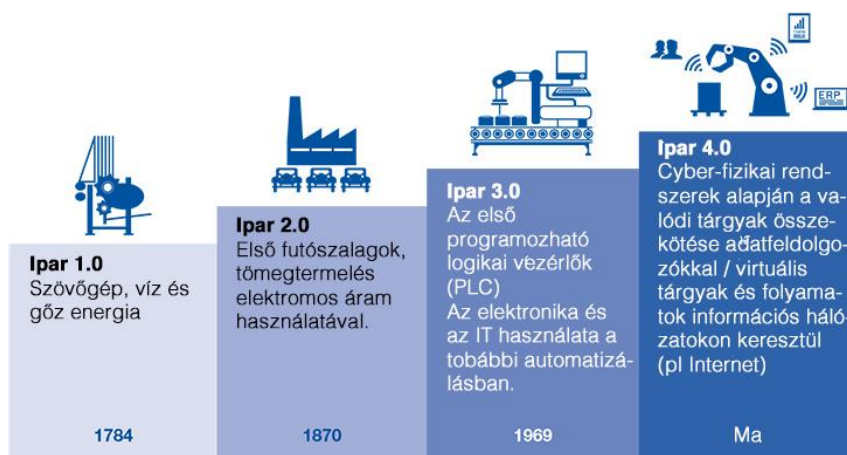 ERP
Ipar 1.0
Szövőgép, víz és
gőz energia
1784
Ipar 2.0
Első futószalagok,
tömegtermelés
elektromos áram
használatával.
1870
Ipar 3.0
Az első
programozható
logikai vezérlők
(PLC)
Az elektronika és
az IT használata a
tobábbi automatizá-
lásban.
1969
Ipar 4.0
Cyber-fizikai rend-
szerek alapján a va-
lódi tárgyak össze-
kötése adatfeldolgo-
zókkal / virtuális
tárgyak és folyama-
tok információs háló-
zatokon keresztül
(pl Internet)
Ma